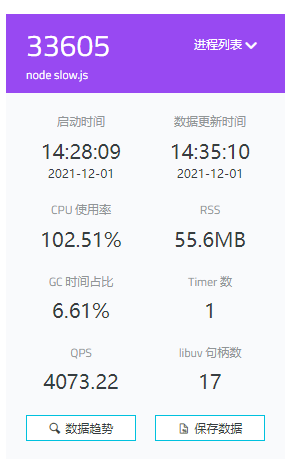 33605
进程列表
node slow.js
启动时间 数据更新时间
14:28:09 14:35:10
2021-12-01 2021-12-01
CPU 使用率 RSS
102.51% 55.6MB
GC 时间占比 Timer 数
6.61% 1
QPS libuv 句柄数
4073.22 17
数据趋势 保存数据